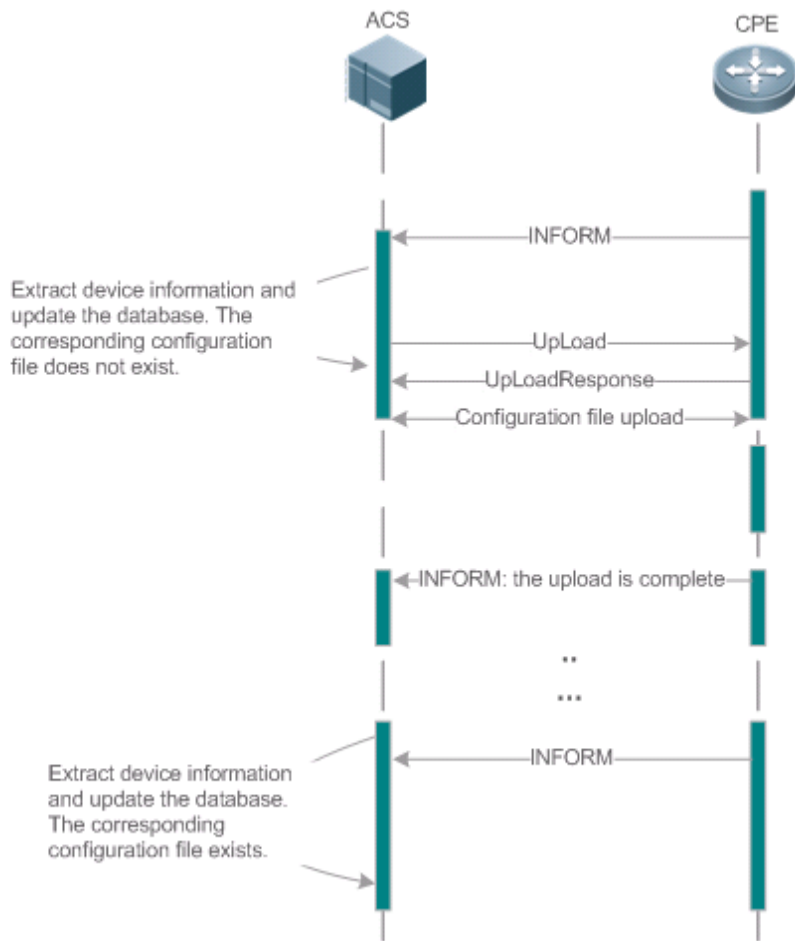 ACS
CPE
INFORM
Extract device information and
update the database. The
corresponding configuration
file does not exist.
UpLoad
UpLoadResponse
Configuration file upload
INFORM: the upload is complete
..
...
INFORM
Extract device information
and update the database.
The corresponding
configuration file exists.